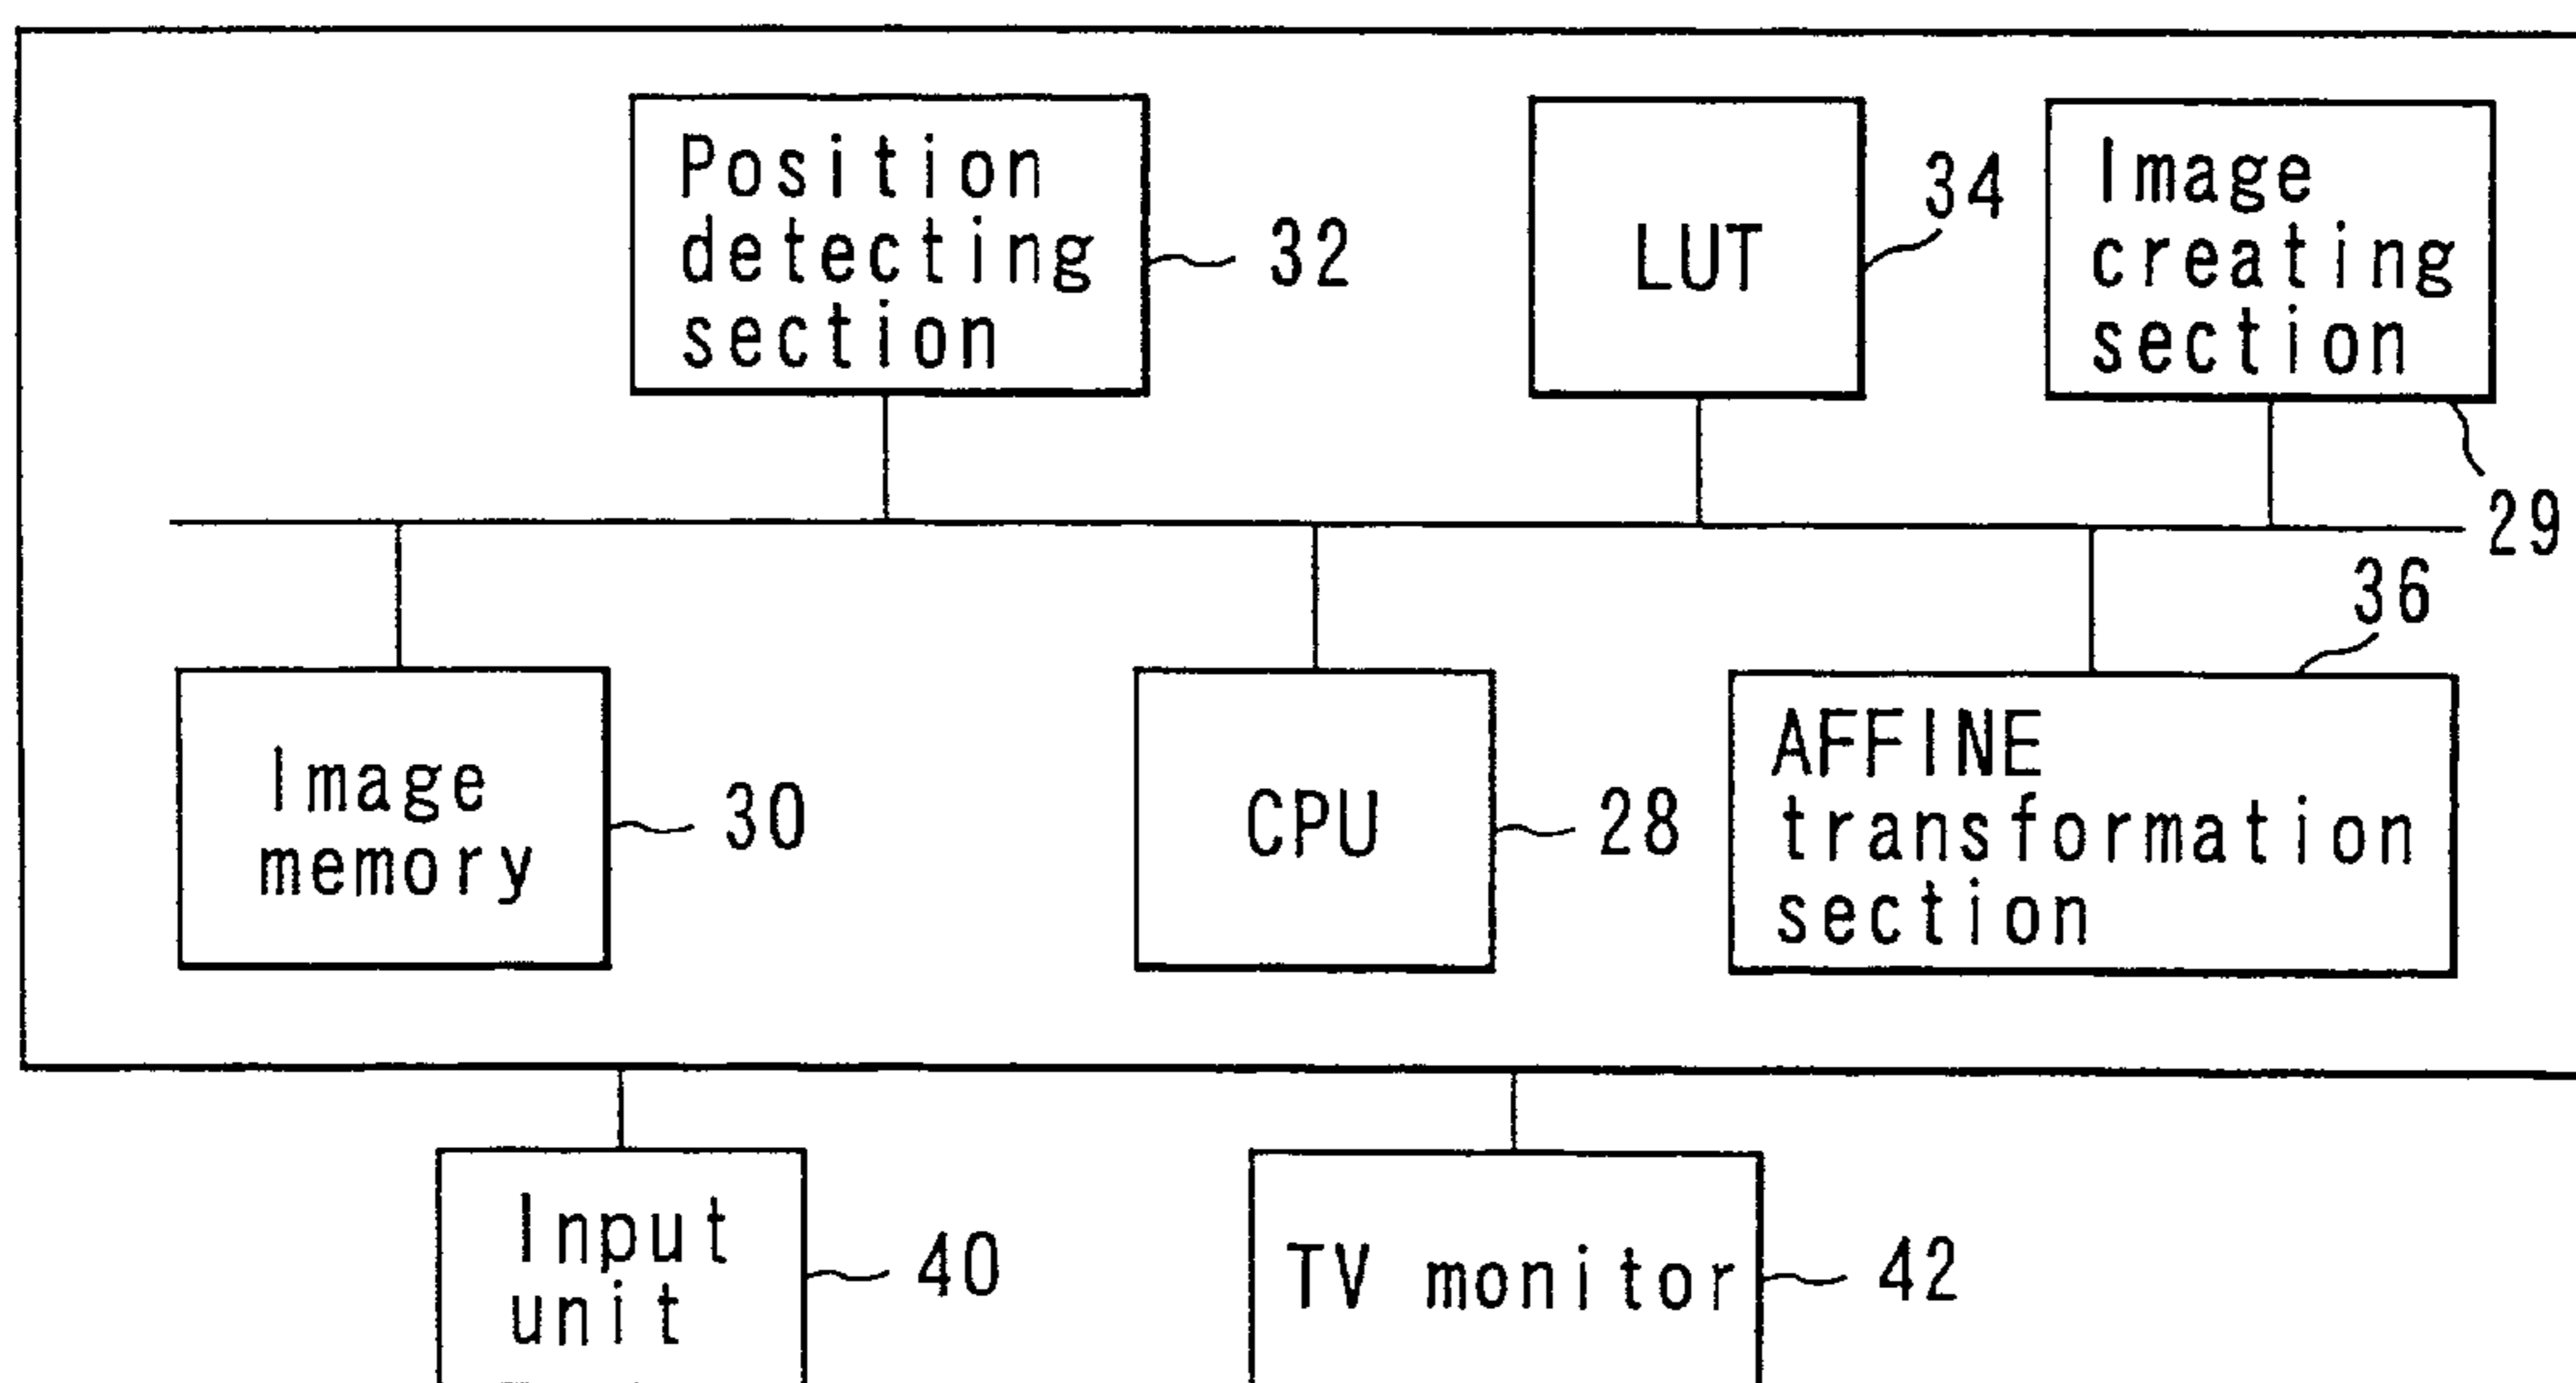 Position
detecting
section
32
LUT
34
Image
creating
section
29
36
Image
memory
30
CPU
28
AFFINE
transformation
section
Input
unit
40
TV monitor
42